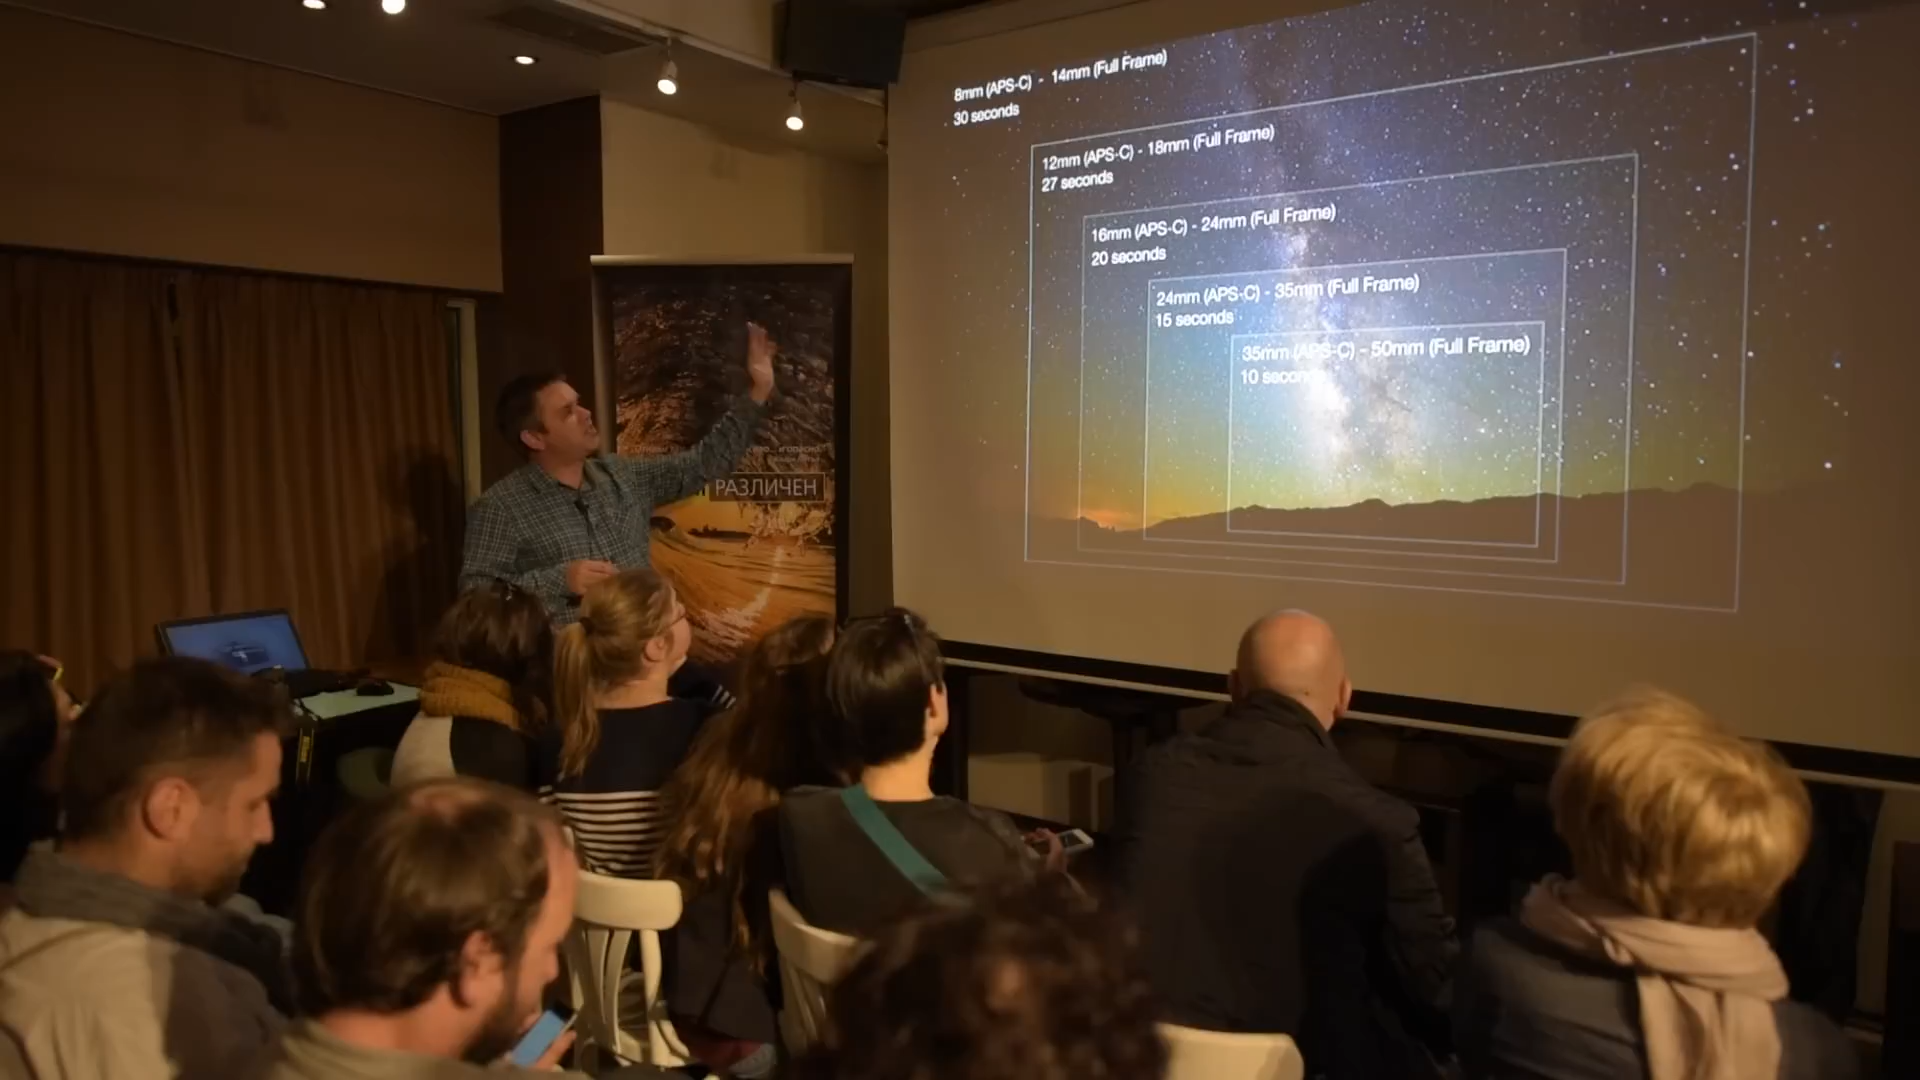 8mm (APS-C) - 14mm (Full Frame)
30 seconds
12mm (APS-C) - 18mm (Full Frame)
27 seconds
16mm (APS-C) - 24mm (Full Frame)
20 seconds
24mm (APS-C) - 35mm (Full Frame)
15 seconds
35mm (APS-C) - 50mm (Full Frame)
10 seconds
РАЗЛИЧЕН